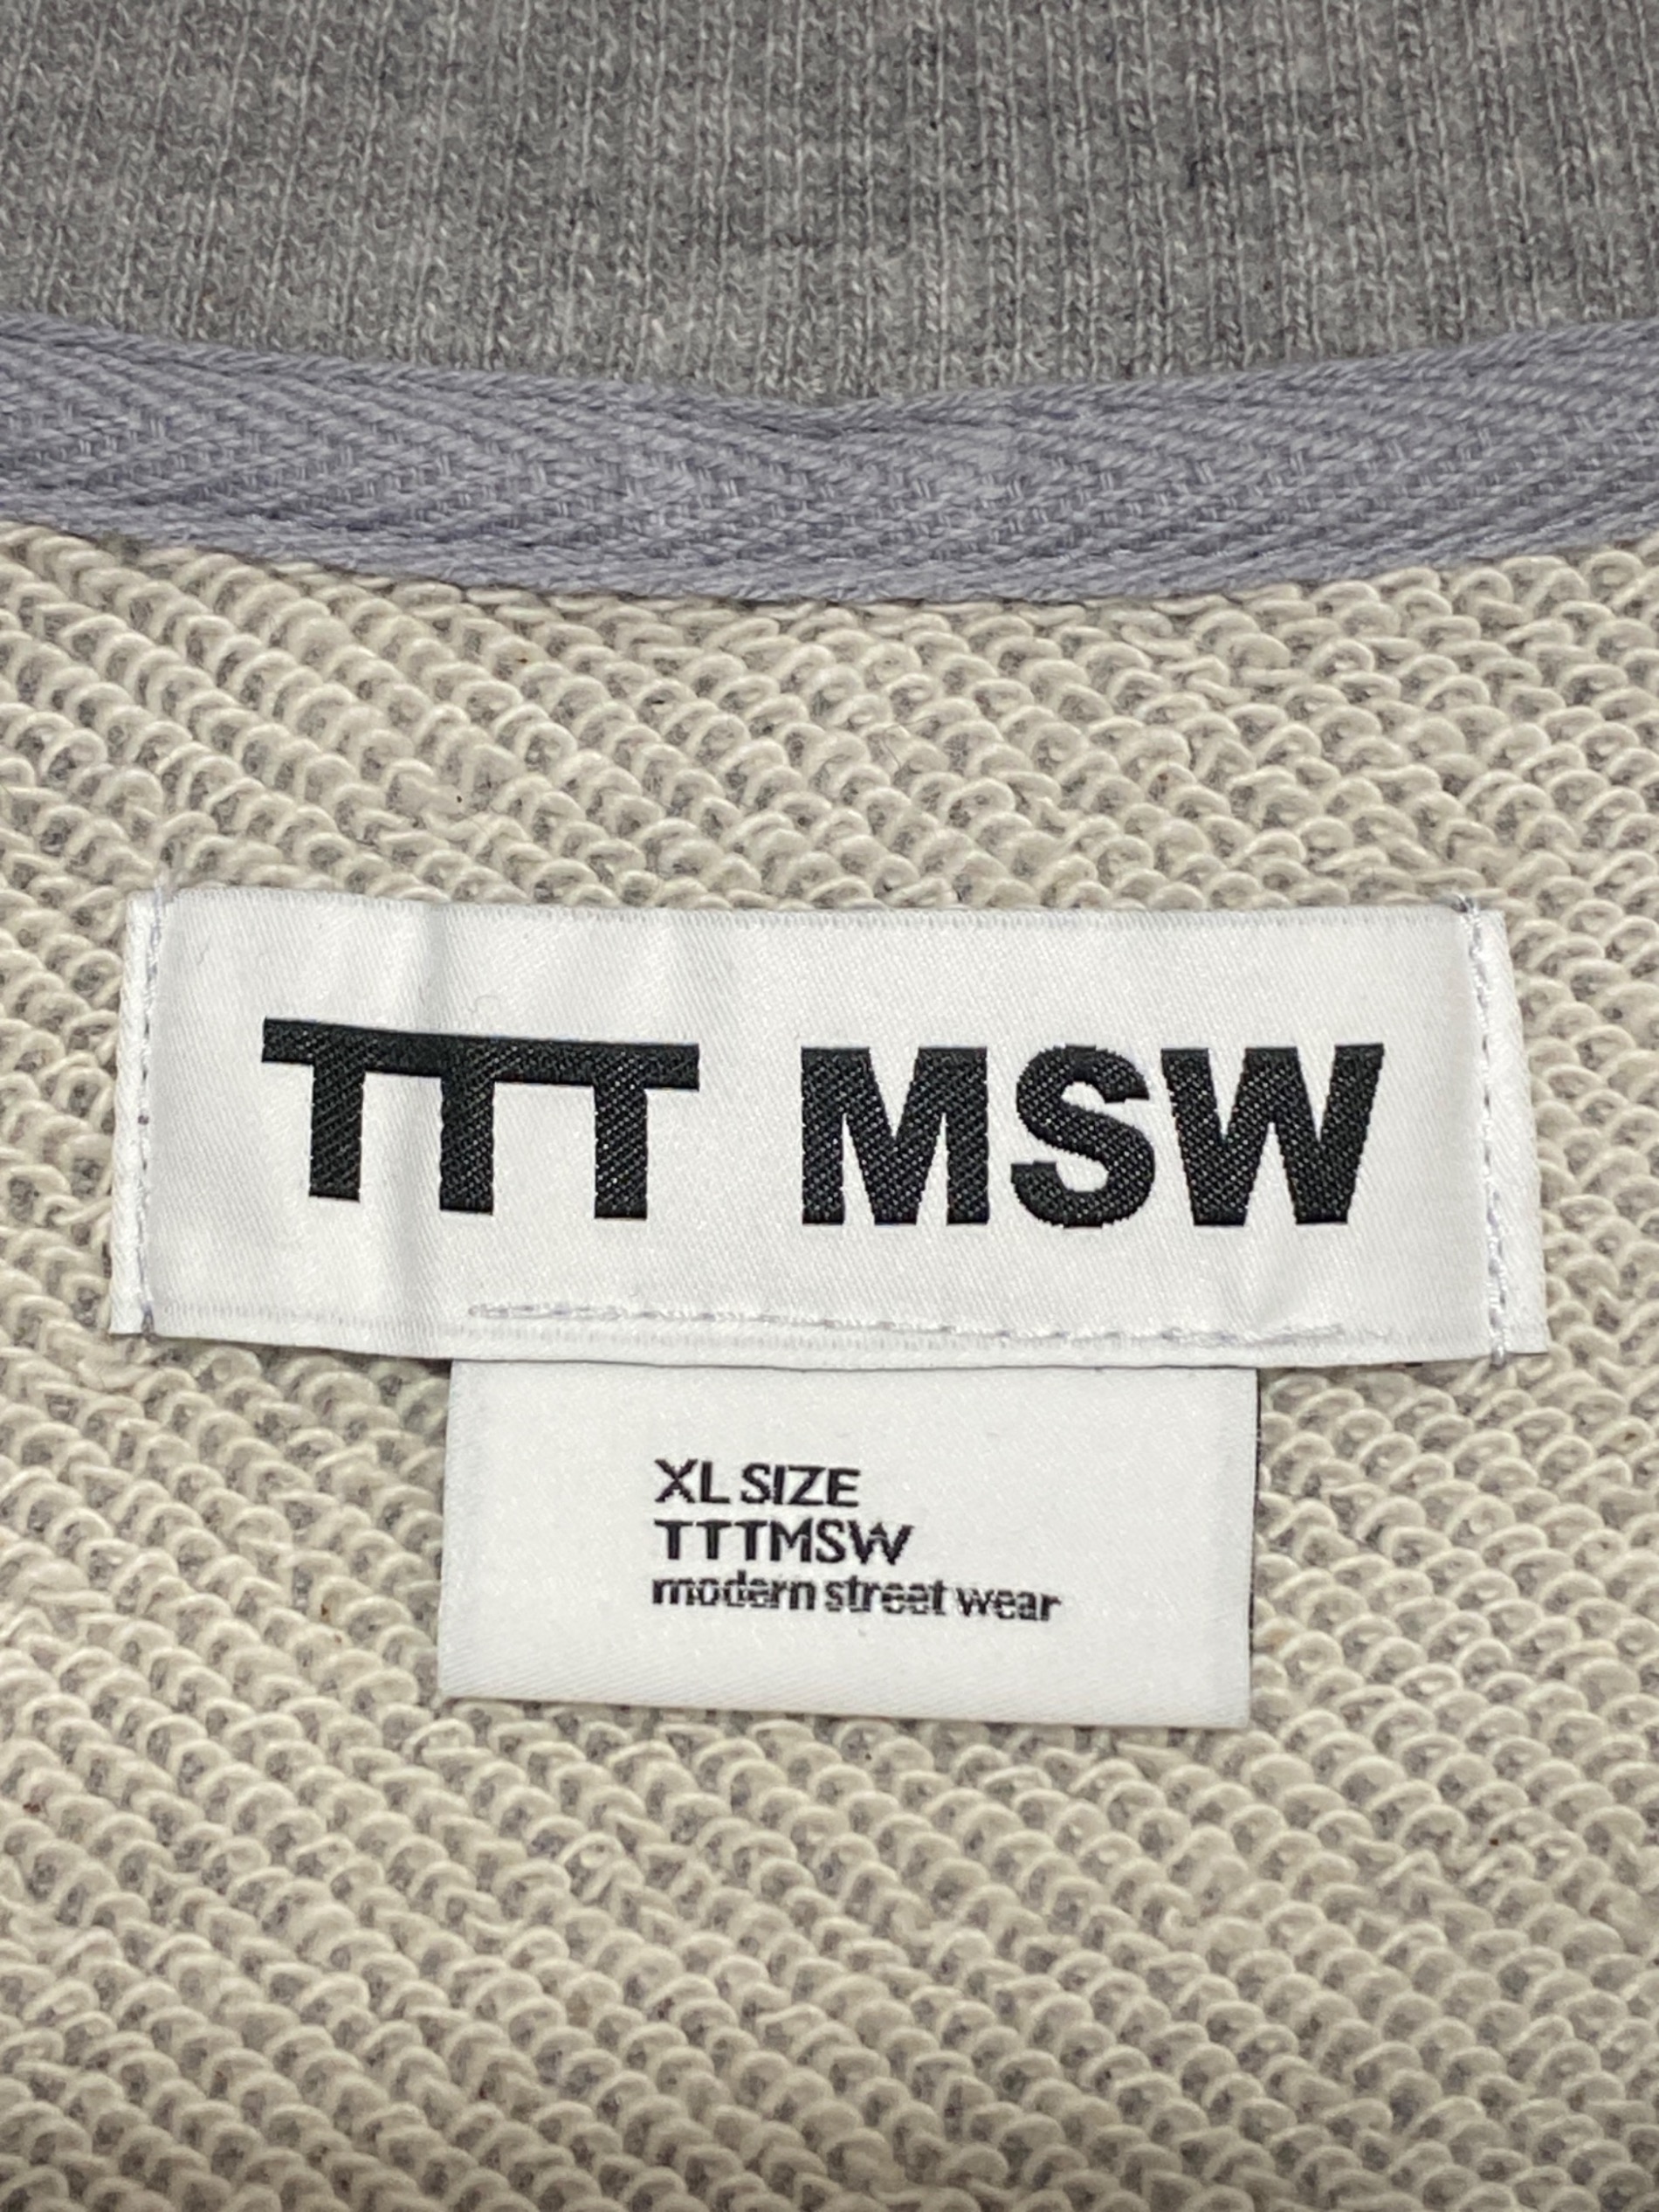 TTT MSW
XL SIZE
TTTMSW
modern street wear